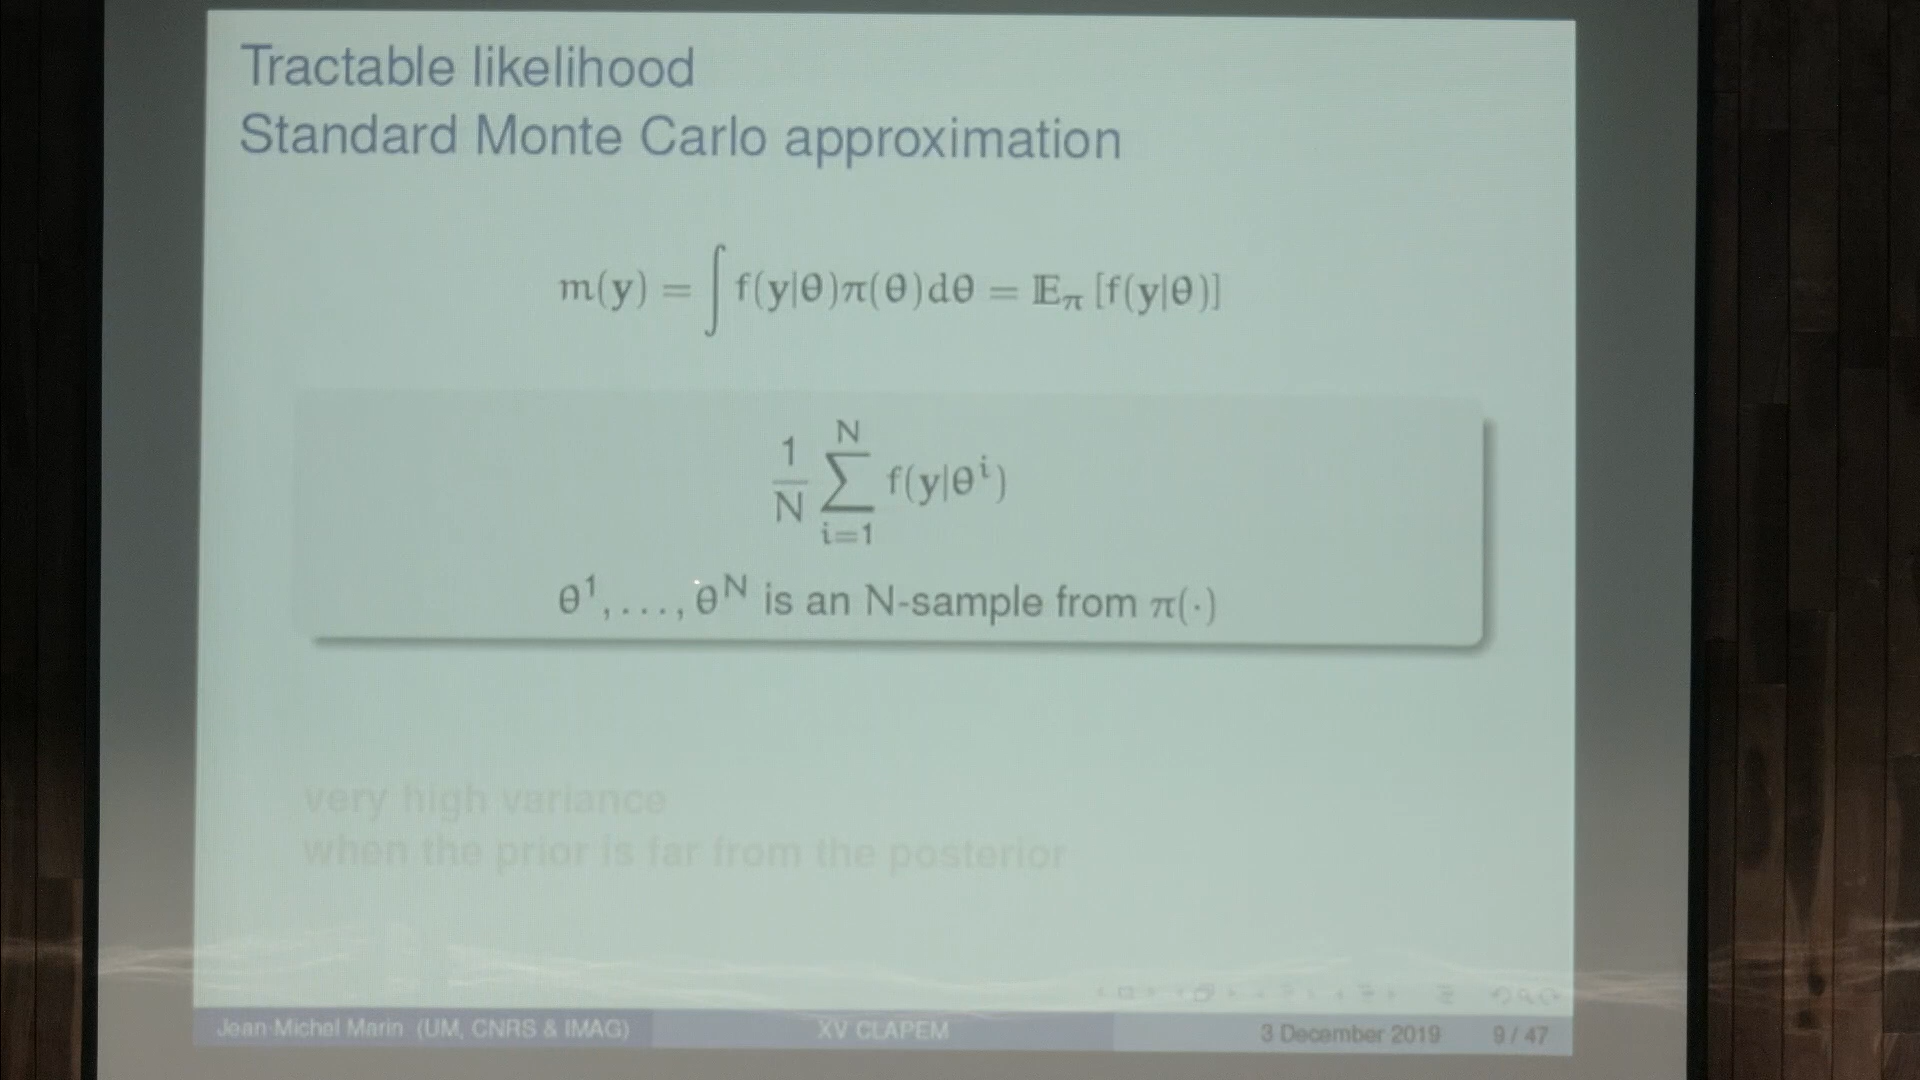 Tractable likelihood
Standard Monte Carlo approximation
m(y) = ∫ f(y|θ)π(θ)dθ = 𝔼π [f(y|θ)]
1/N ∑_{i=1}^{N} f(y|θ^i)
θ^1, . . . , θ^N is an N-sample from π(·)
very high variance
when the prior is far from the posterior
Jean-Michel Marin (UM, CNRS & IMAG) XV CLAPEM 3 December 2019 9 / 47